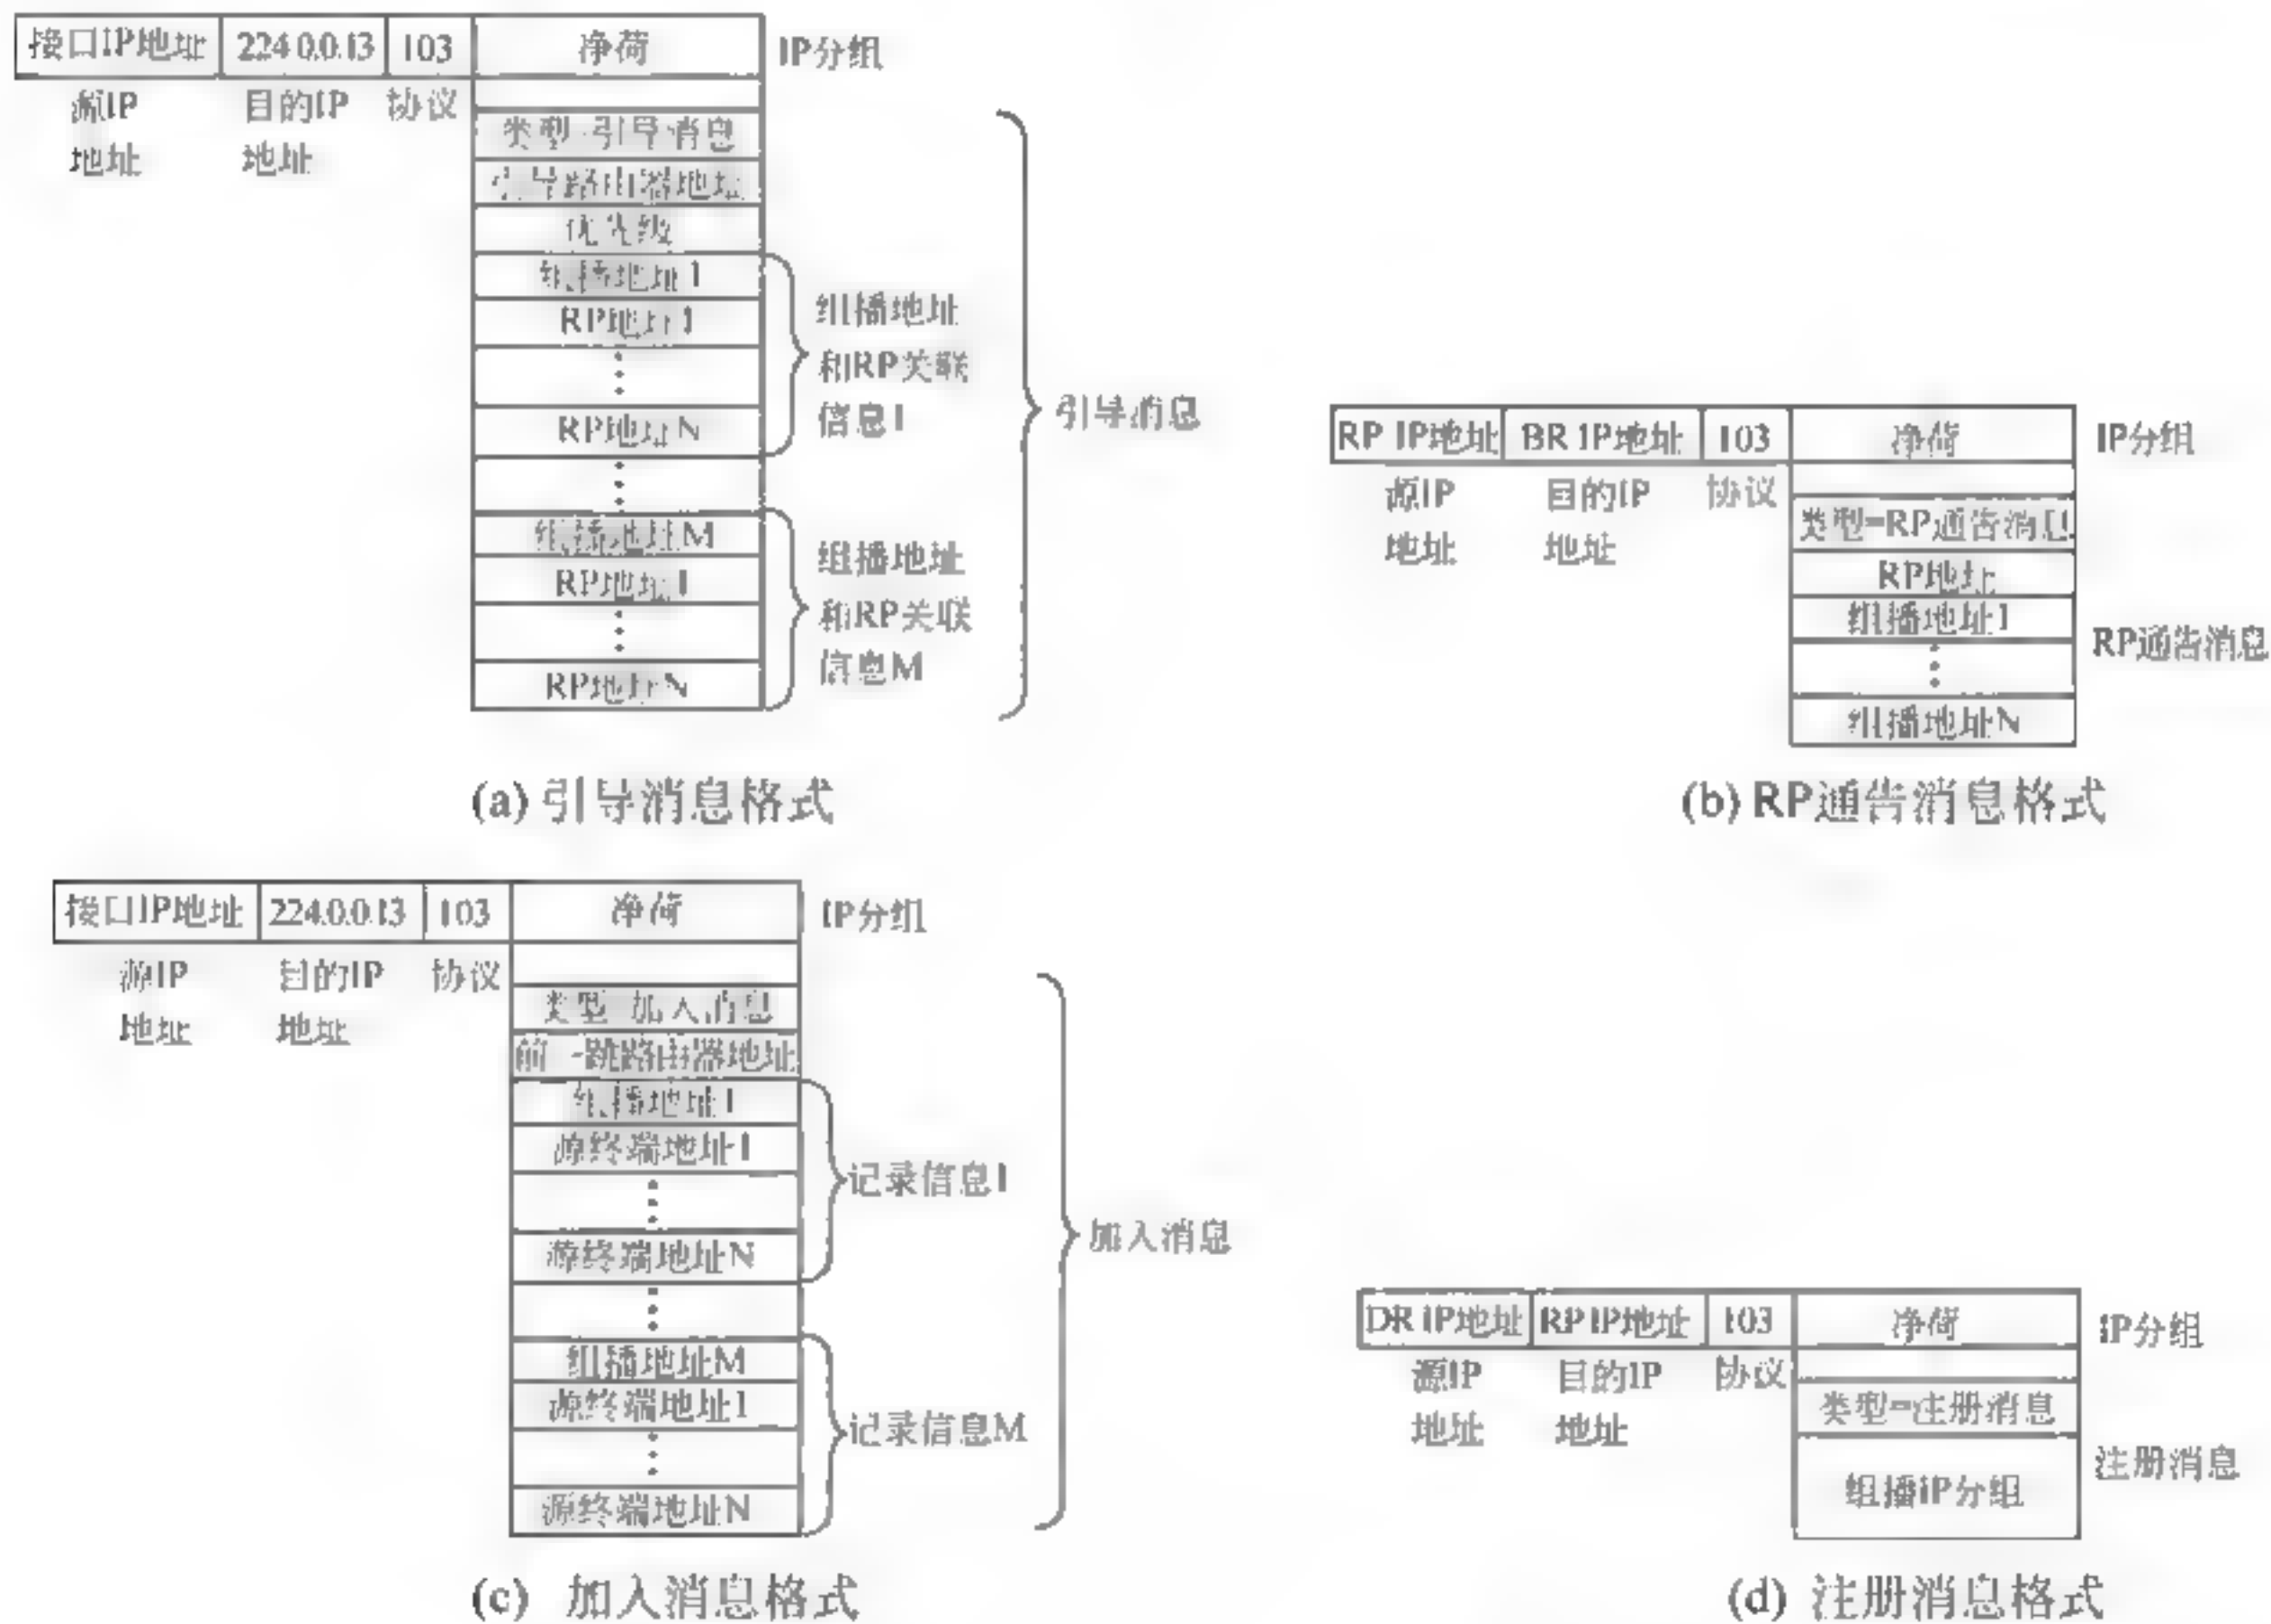 接口IP地址 224.0.0.13 103 净荷 IP分组
源IP 目的IP 协议
地址 地址
类型=引导消息
引导路由器地址
优先级
组播地址1
RP地址1
⋮
RP地址N
组播地址
和RP关联
信息1
⋮
组播地址M
RP地址1
⋮
RP地址N
组播地址
和RP关联
信息M
引导消息
(a) 引导消息格式
RP IP地址 BR IP地址 103 净荷 IP分组
源IP 目的IP 协议
地址 地址
类型=RP通告消息
RP地址
组播地址1
⋮
组播地址N
RP通告消息
(b) RP通告消息格式
接口IP地址 224.0.0.13 103 净荷 IP分组
源IP 目的IP 协议
地址 地址
类型=加入消息
前一跳路由器地址
组播地址1
源终端地址1
⋮
源终端地址N
记录信息1
⋮
组播地址M
源终端地址1
⋮
源终端地址N
记录信息M
加入消息
(c) 加入消息格式
DR IP地址 RP IP地址 103 净荷 IP分组
源IP 目的IP 协议
地址 地址
类型=注册消息
组播IP分组
注册消息
(d) 注册消息格式